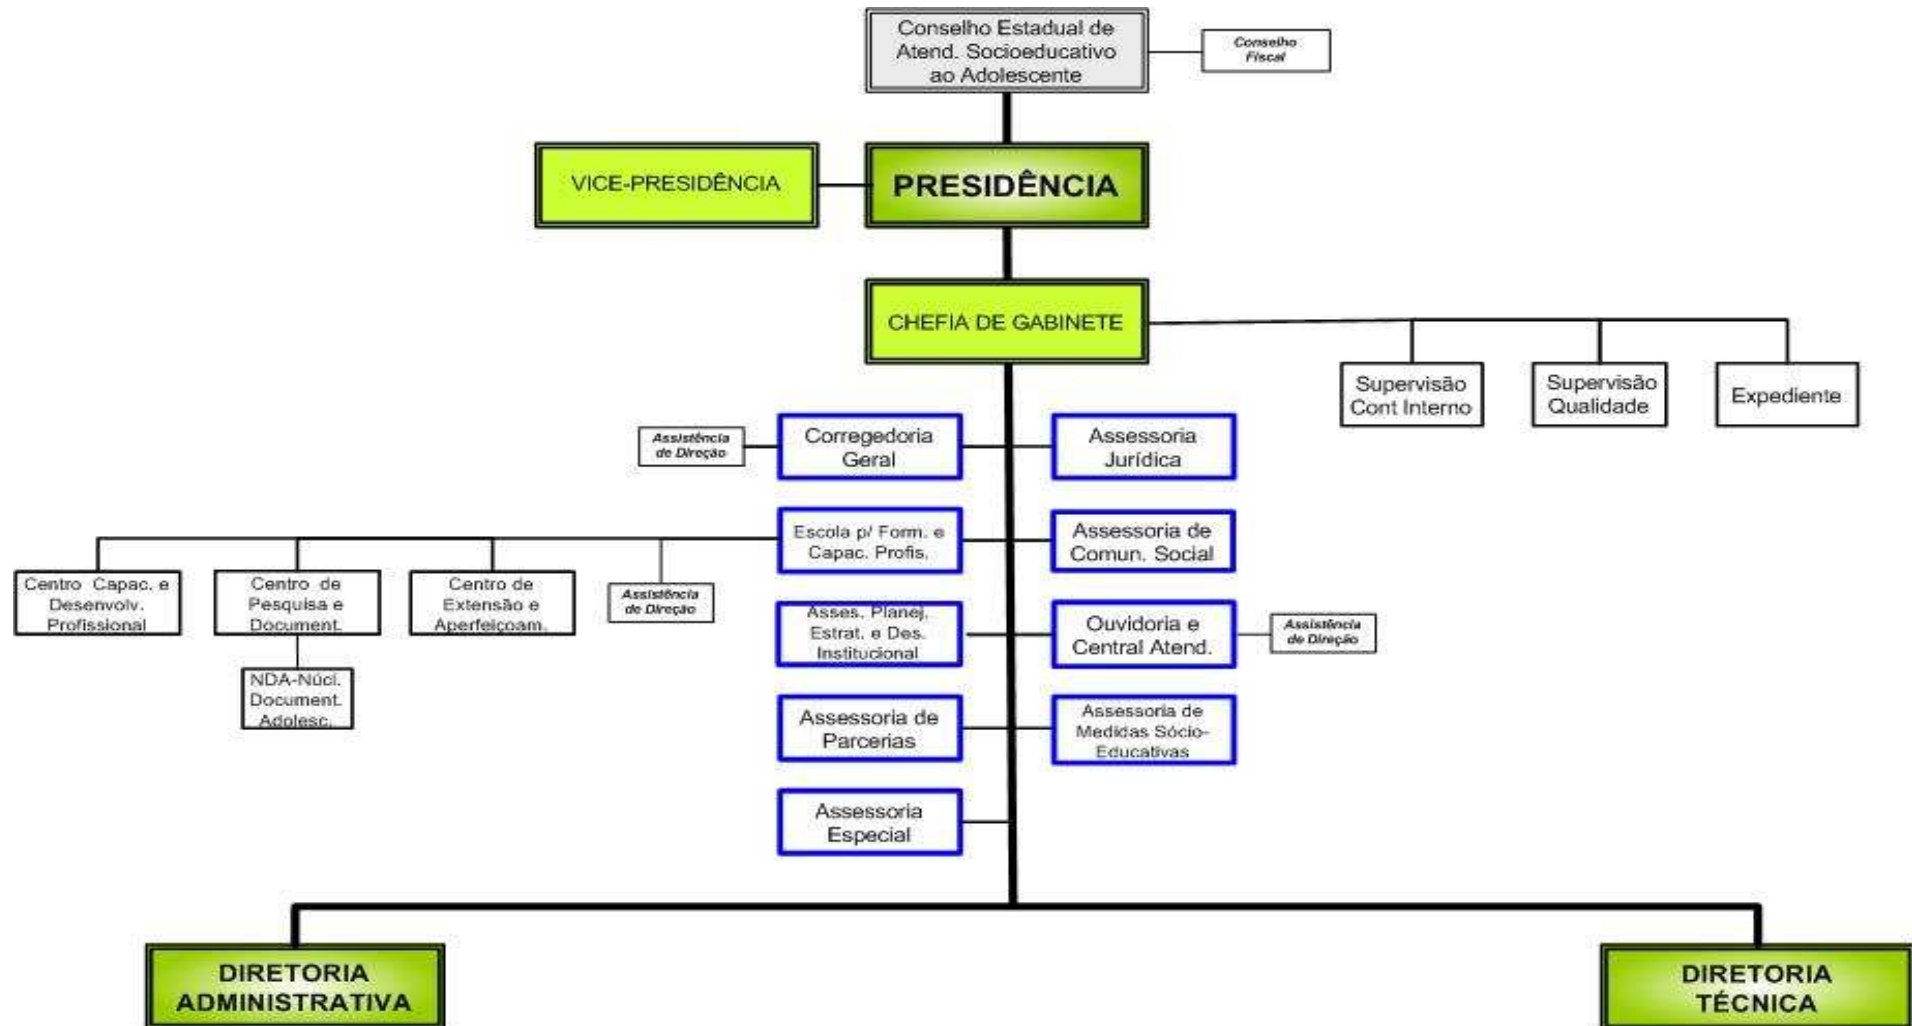 Conselho Estadual de
Atend. Socioeducativo
ao Adolescente
Conselho
Fiscal
VICE-PRESIDÊNCIA
PRESIDÊNCIA
CHEFIA DE GABINETE
Supervisão
Cont Interno
Supervisão
Qualidade
Expediente
Assistência
de Direção
Corregedoria
Geral
Assessoria
Jurídica
Escola p/ Form. e
Capac. Profis.
Assessoria de
Comun. Social
Centro Capac. e
Desenvolv.
Profissional
Centro de
Pesquisa e
Document.
Centro de
Extensão e
Aperfeiçoam.
Assistência
de Direção
Asses. Planej.
Estrat. e Des.
Institucional
Ouvidoria e
Central Atend.
Assistência
de Direção
NDA-Núcl.
Document.
Adolesc.
Assessoria de
Parcerias
Assessoria de
Medidas Sócio-
Educativas
Assessoria
Especial
DIRETORIA
ADMINISTRATIVA
DIRETORIA
TÉCNICA